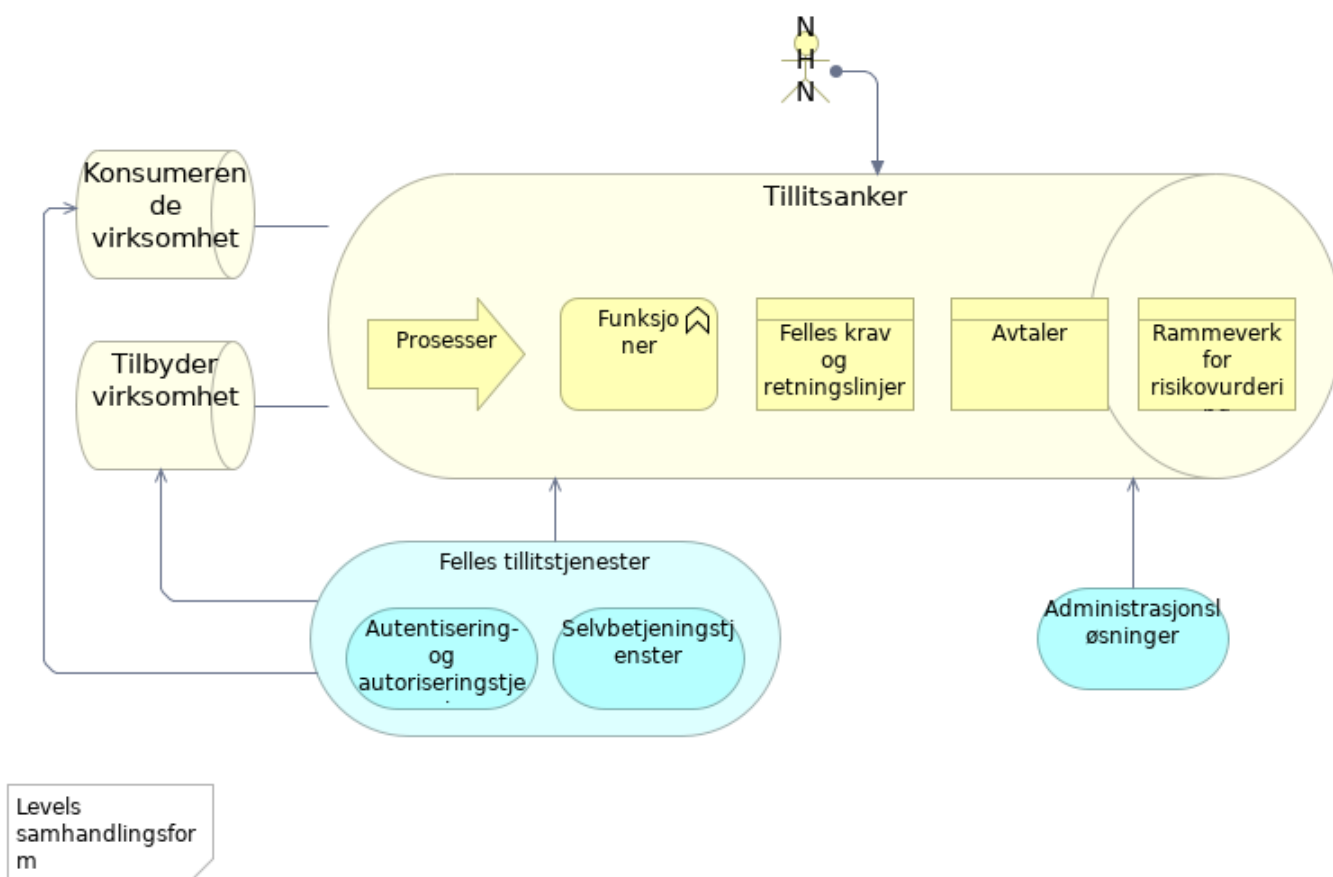 N
H
N
Konsumeren
de
virksomhet
Tillitsanker
Prosesser
Funksjo
ner
Felles krav
og
retningslinjer
Avtaler
Rammeverk
for
risikovurderi
Tilbyder
virksomhet
Felles tillitstjenester
Autentisering-
og
autoriseringstje
Selvbetjeningstj
enster
Administrasjonsl
øsninger
Levels
samhandlingsfor
m